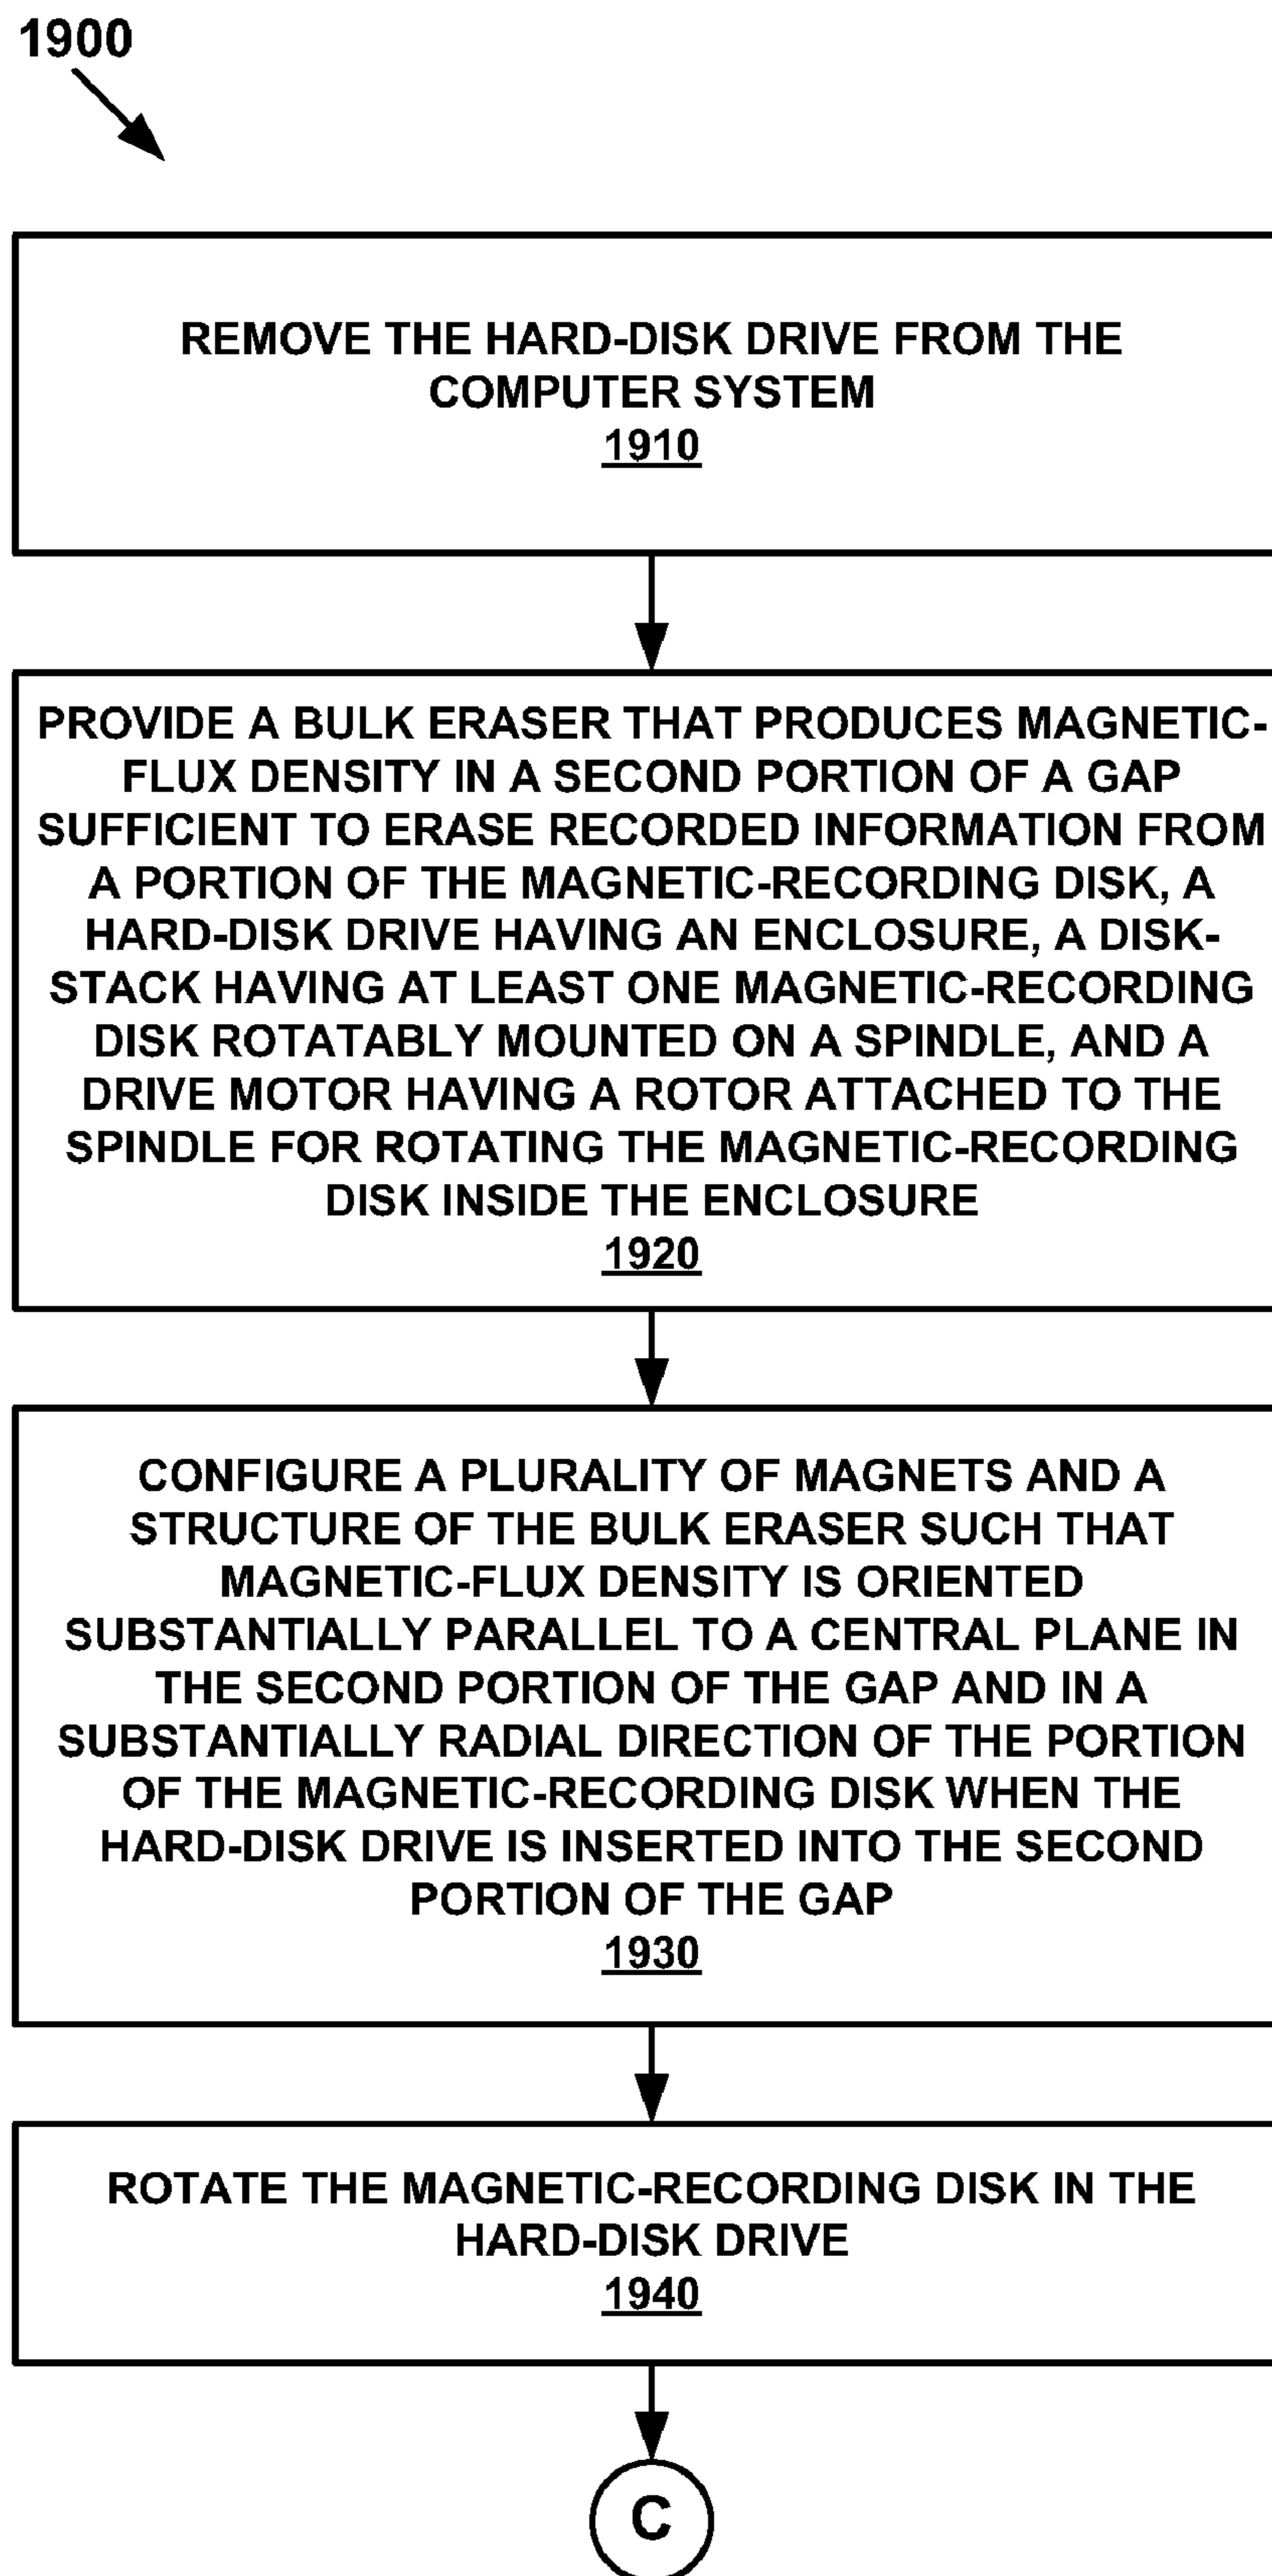 1900
REMOVE THE HARD-DISK DRIVE FROM THE
COMPUTER SYSTEM
1910
PROVIDE A BULK ERASER THAT PRODUCES MAGNETIC-
FLUX DENSITY IN A SECOND PORTION OF A GAP
SUFFICIENT TO ERASE RECORDED INFORMATION FROM
A PORTION OF THE MAGNETIC-RECORDING DISK, A
HARD-DISK DRIVE HAVING AN ENCLOSURE, A DISK-
STACK HAVING AT LEAST ONE MAGNETIC-RECORDING
DISK ROTATABLY MOUNTED ON A SPINDLE, AND A
DRIVE MOTOR HAVING A ROTOR ATTACHED TO THE
SPINDLE FOR ROTATING THE MAGNETIC-RECORDING
DISK INSIDE THE ENCLOSURE
1920
CONFIGURE A PLURALITY OF MAGNETS AND A
STRUCTURE OF THE BULK ERASER SUCH THAT
MAGNETIC-FLUX DENSITY IS ORIENTED
SUBSTANTIALLY PARALLEL TO A CENTRAL PLANE IN
THE SECOND PORTION OF THE GAP AND IN A
SUBSTANTIALLY RADIAL DIRECTION OF THE PORTION
OF THE MAGNETIC-RECORDING DISK WHEN THE
HARD-DISK DRIVE IS INSERTED INTO THE SECOND
PORTION OF THE GAP
1930
ROTATE THE MAGNETIC-RECORDING DISK IN THE
HARD-DISK DRIVE
1940
C